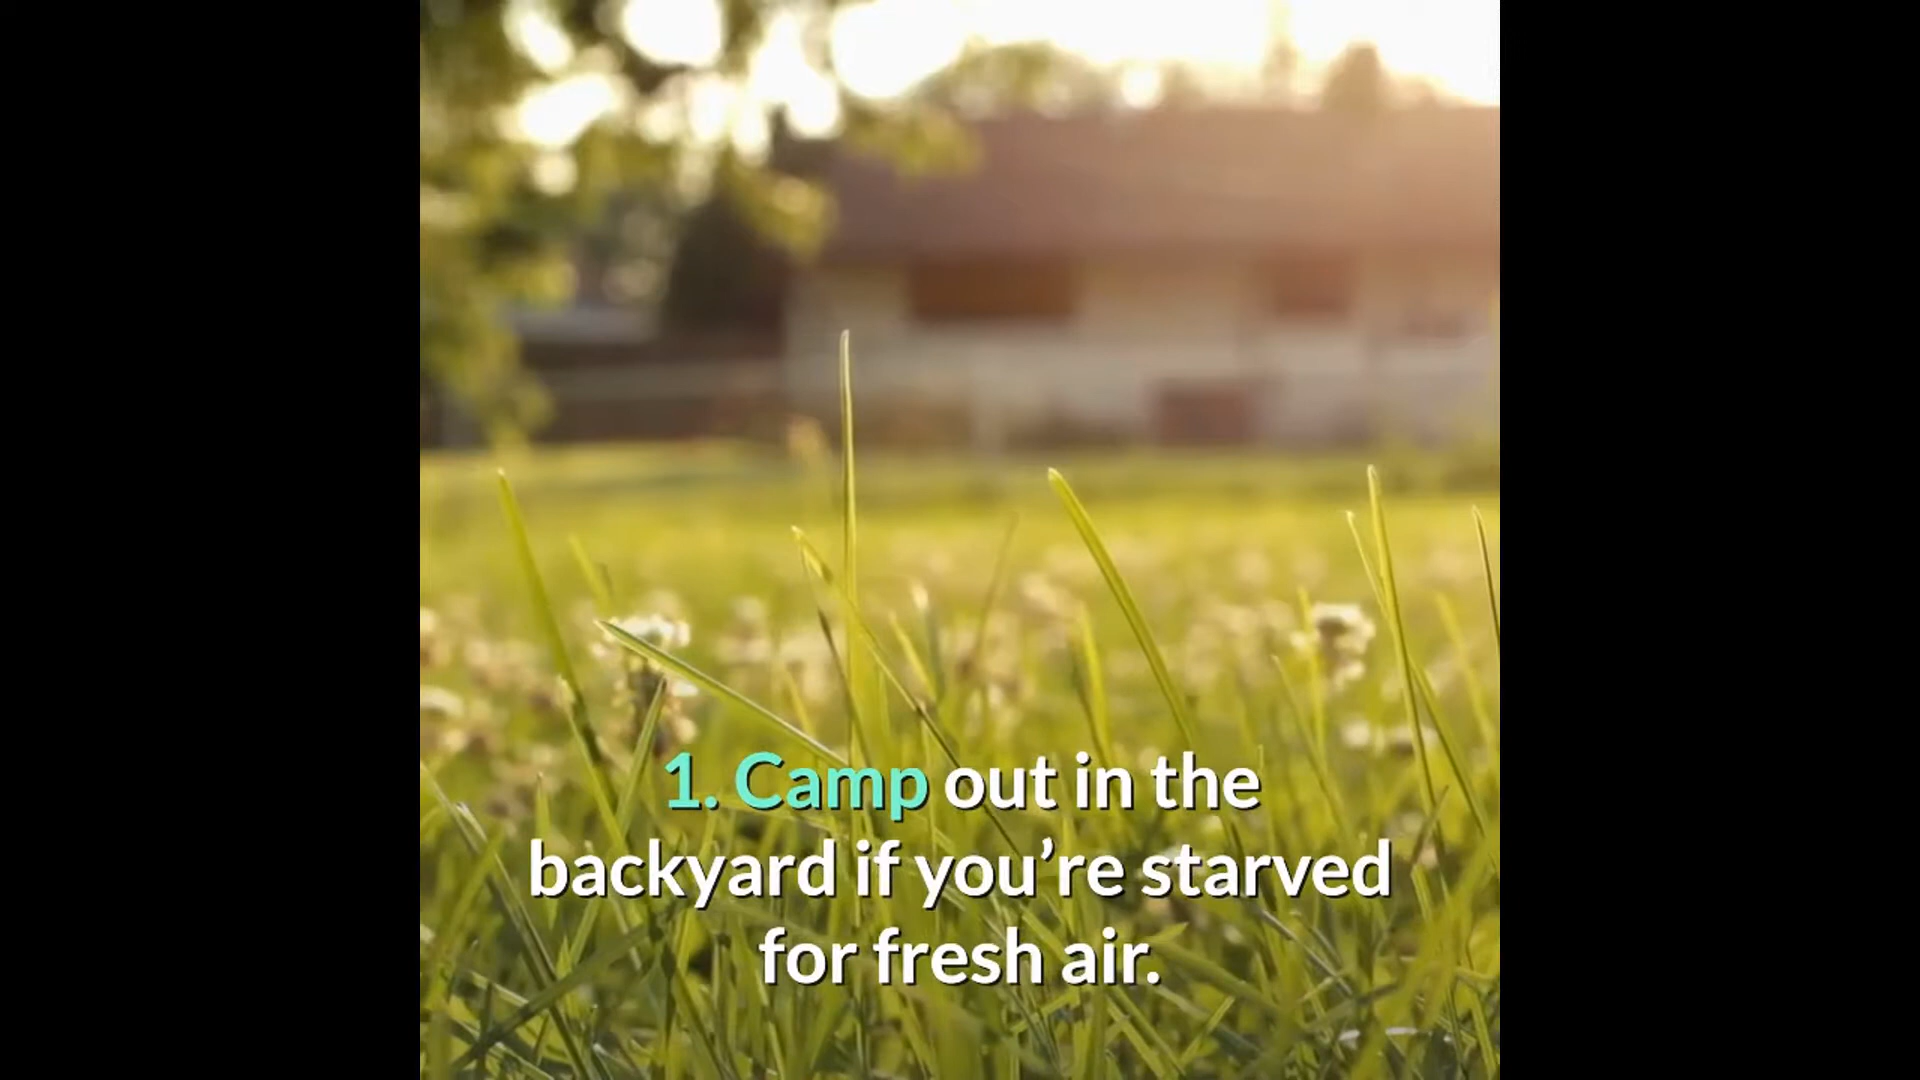 1. Camp out in the
backyard if you’re starved
for fresh air.